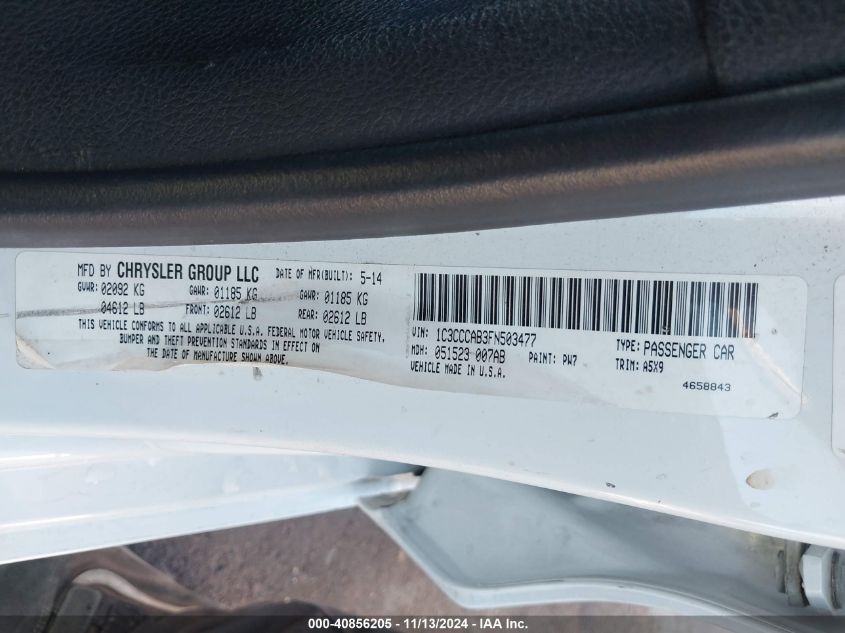 MFD BY CHRYSLER GROUP LLC DATE OF MFR(BUILT): 5-14
GVWR: 02092 KG GAWR: 01185 KG GAWR: 01185 KG
04612 LB FRONT: 02612 LB REAR: 02612 LB
THIS VEHICLE CONFORMS TO ALL APPLICABLE U.S.A. FEDERAL MOTOR VEHICLE SAFETY,
BUMPER AND THEFT PREVENTION STANDARDS IN EFFECT ON
THE DATE OF MANUFACTURE SHOWN ABOVE.
VIN: 1C3CCCAB3FN503477 TYPE: PASSENGER CAR
MDH: 051523 007AB PAINT: PW7 TRIM: A5X9
VEHICLE MADE IN U.S.A.
4658843
000-40856205 - 11/13/2024 - IAA Inc.